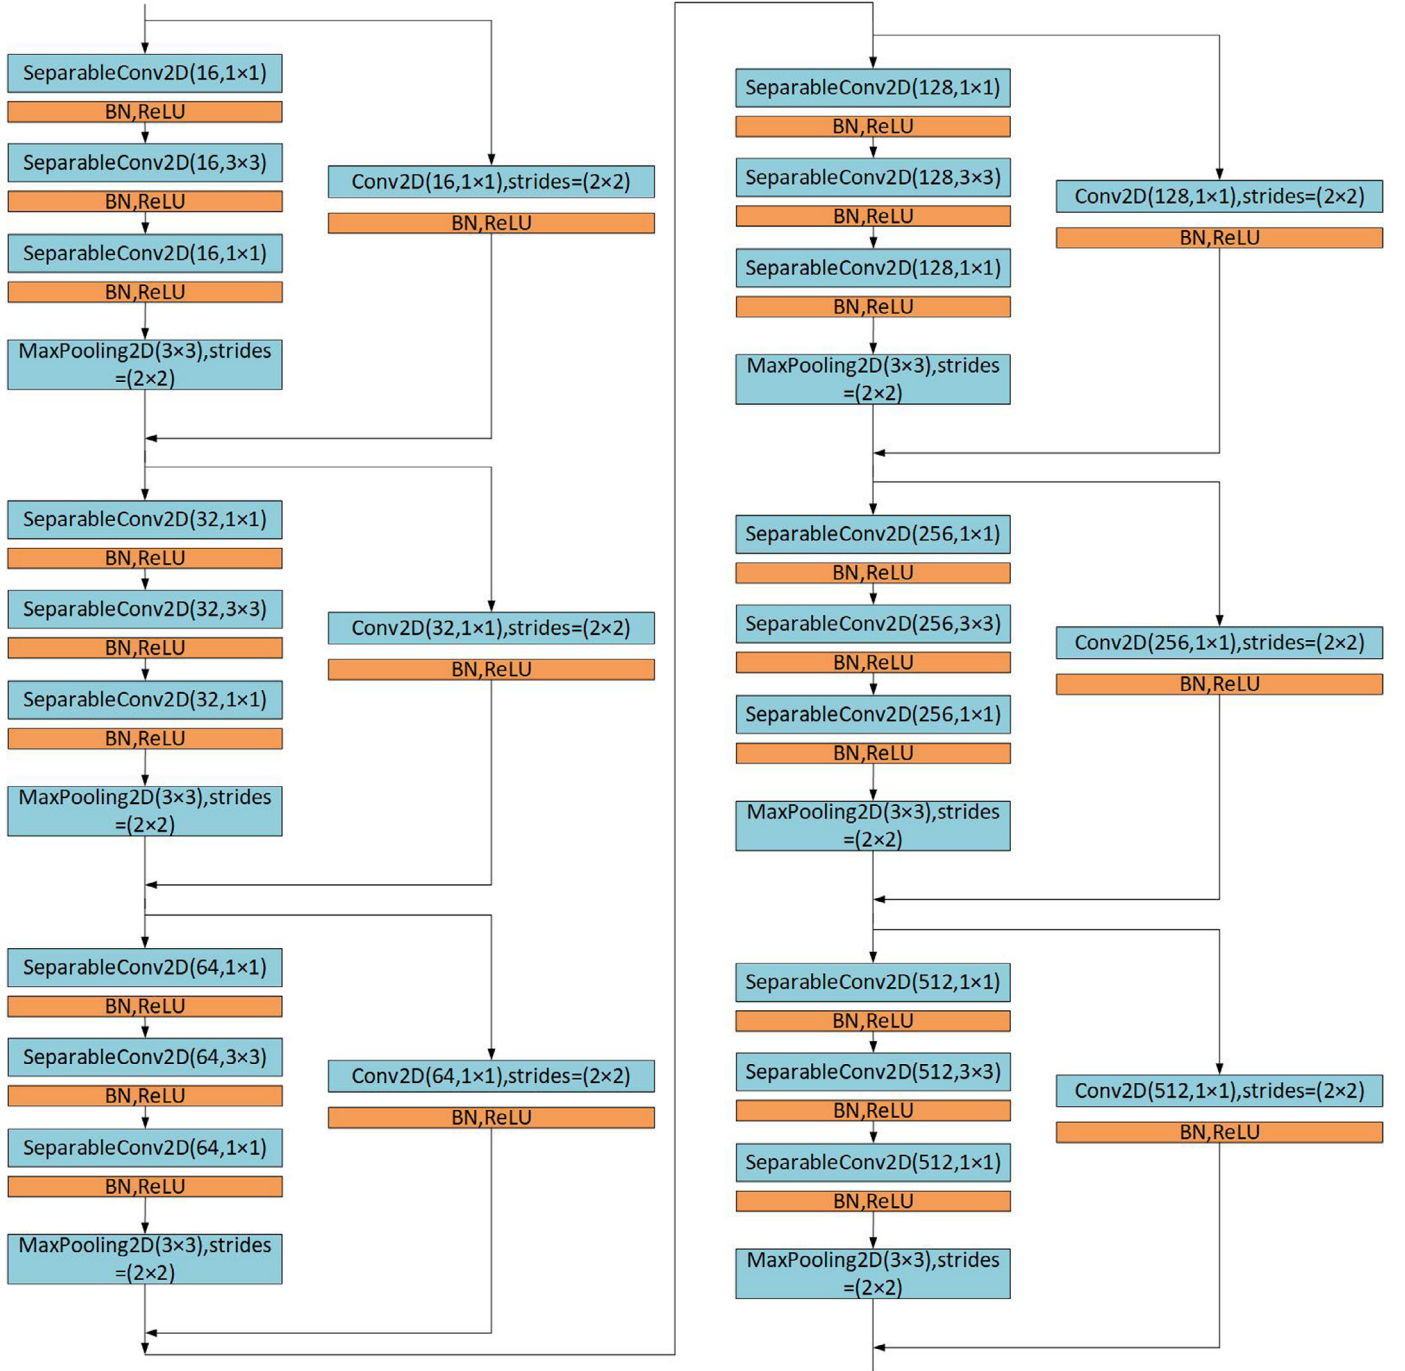 SeparableConv2D(16,1×1)
BN,ReLU
SeparableConv2D(16,3×3)
BN,ReLU
SeparableConv2D(16,1×1)
BN,ReLU
MaxPooling2D(3×3),strides
=(2×2)
Conv2D(16,1×1),strides=(2×2)
BN,ReLU
SeparableConv2D(32,1×1)
BN,ReLU
SeparableConv2D(32,3×3)
BN,ReLU
SeparableConv2D(32,1×1)
BN,ReLU
MaxPooling2D(3×3),strides
=(2×2)
Conv2D(32,1×1),strides=(2×2)
BN,ReLU
SeparableConv2D(64,1×1)
BN,ReLU
SeparableConv2D(64,3×3)
BN,ReLU
SeparableConv2D(64,1×1)
BN,ReLU
MaxPooling2D(3×3),strides
=(2×2)
Conv2D(64,1×1),strides=(2×2)
BN,ReLU
SeparableConv2D(128,1×1)
BN,ReLU
SeparableConv2D(128,3×3)
BN,ReLU
SeparableConv2D(128,1×1)
BN,ReLU
MaxPooling2D(3×3),strides
=(2×2)
Conv2D(128,1×1),strides=(2×2)
BN,ReLU
SeparableConv2D(256,1×1)
BN,ReLU
SeparableConv2D(256,3×3)
BN,ReLU
SeparableConv2D(256,1×1)
BN,ReLU
MaxPooling2D(3×3),strides
=(2×2)
Conv2D(256,1×1),strides=(2×2)
BN,ReLU
SeparableConv2D(512,1×1)
BN,ReLU
SeparableConv2D(512,3×3)
BN,ReLU
SeparableConv2D(512,1×1)
BN,ReLU
MaxPooling2D(3×3),strides
=(2×2)
Conv2D(512,1×1),strides=(2×2)
BN,ReLU